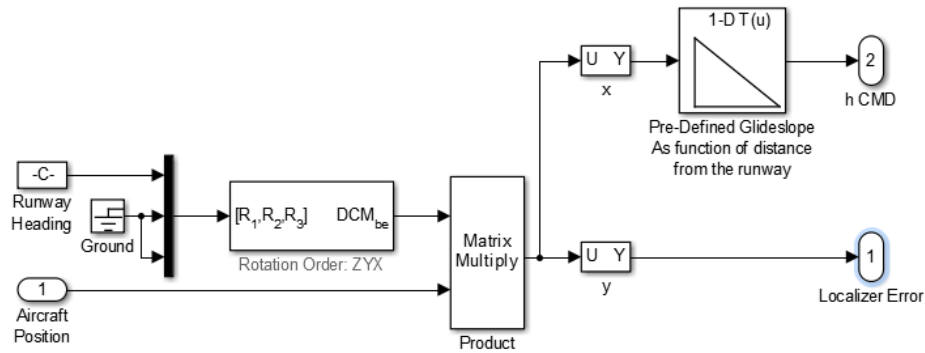 1-D T(u)
U Y
x
2
h CMD
Pre-Defined Glideslope
As function of distance
from the runway
-C-
Runway
Heading
Ground
[R1,R2,R3] DCMbe
Rotation Order: ZYX
Matrix
Multiply
Product
1
Aircraft
Position
U Y
y
1
Localizer Error